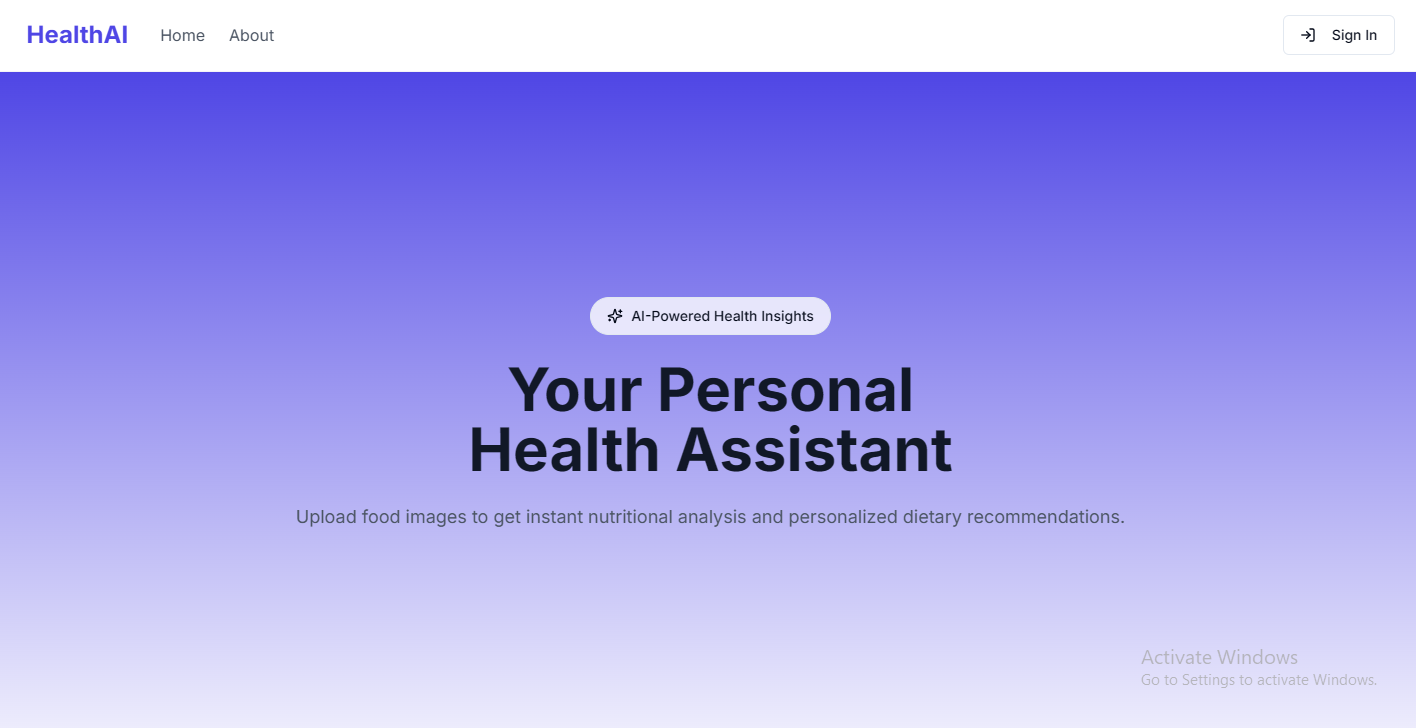 HealthAI
Home
About
Sign In
AI-Powered Health Insights
Your Personal
Health Assistant
Upload food images to get instant nutritional analysis and personalized dietary recommendations.
Activate Windows
Go to Settings to activate Windows.